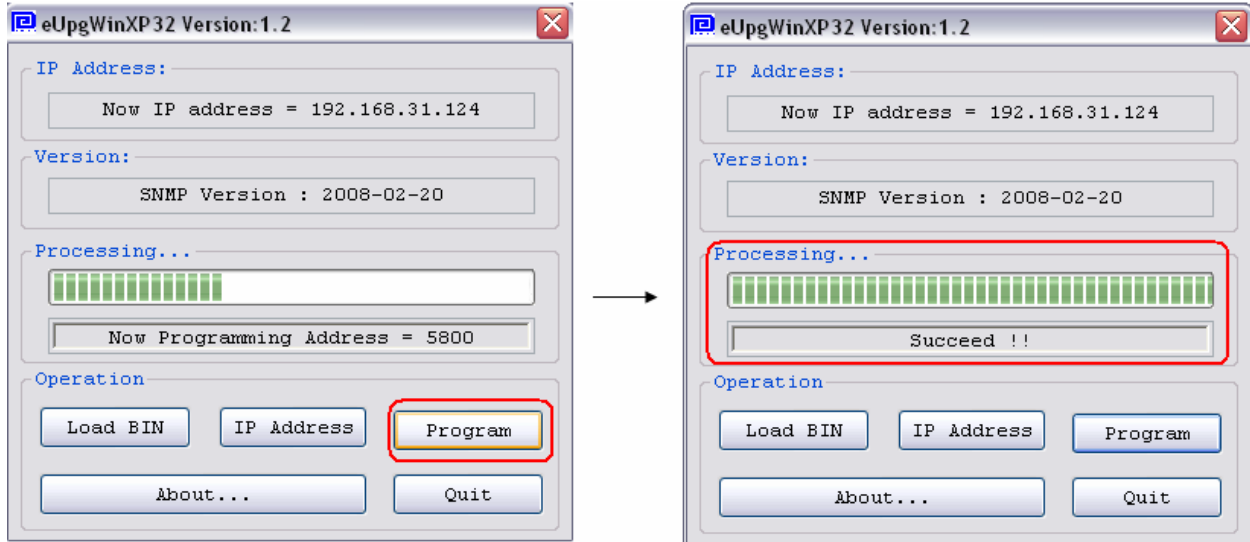 eUpgWinXP32 Version:1.2
IP Address:
Now IP address = 192.168.31.124
Version:
SNMP Version : 2008-02-20
Processing...
Now Programming Address = 5800
Operation
Load BIN
IP Address
Program
About...
Quit
eUpgWinXP32 Version:1.2
IP Address:
Now IP address = 192.168.31.124
Version:
SNMP Version : 2008-02-20
Processing...
Succeed !!
Operation
Load BIN
IP Address
Program
About...
Quit